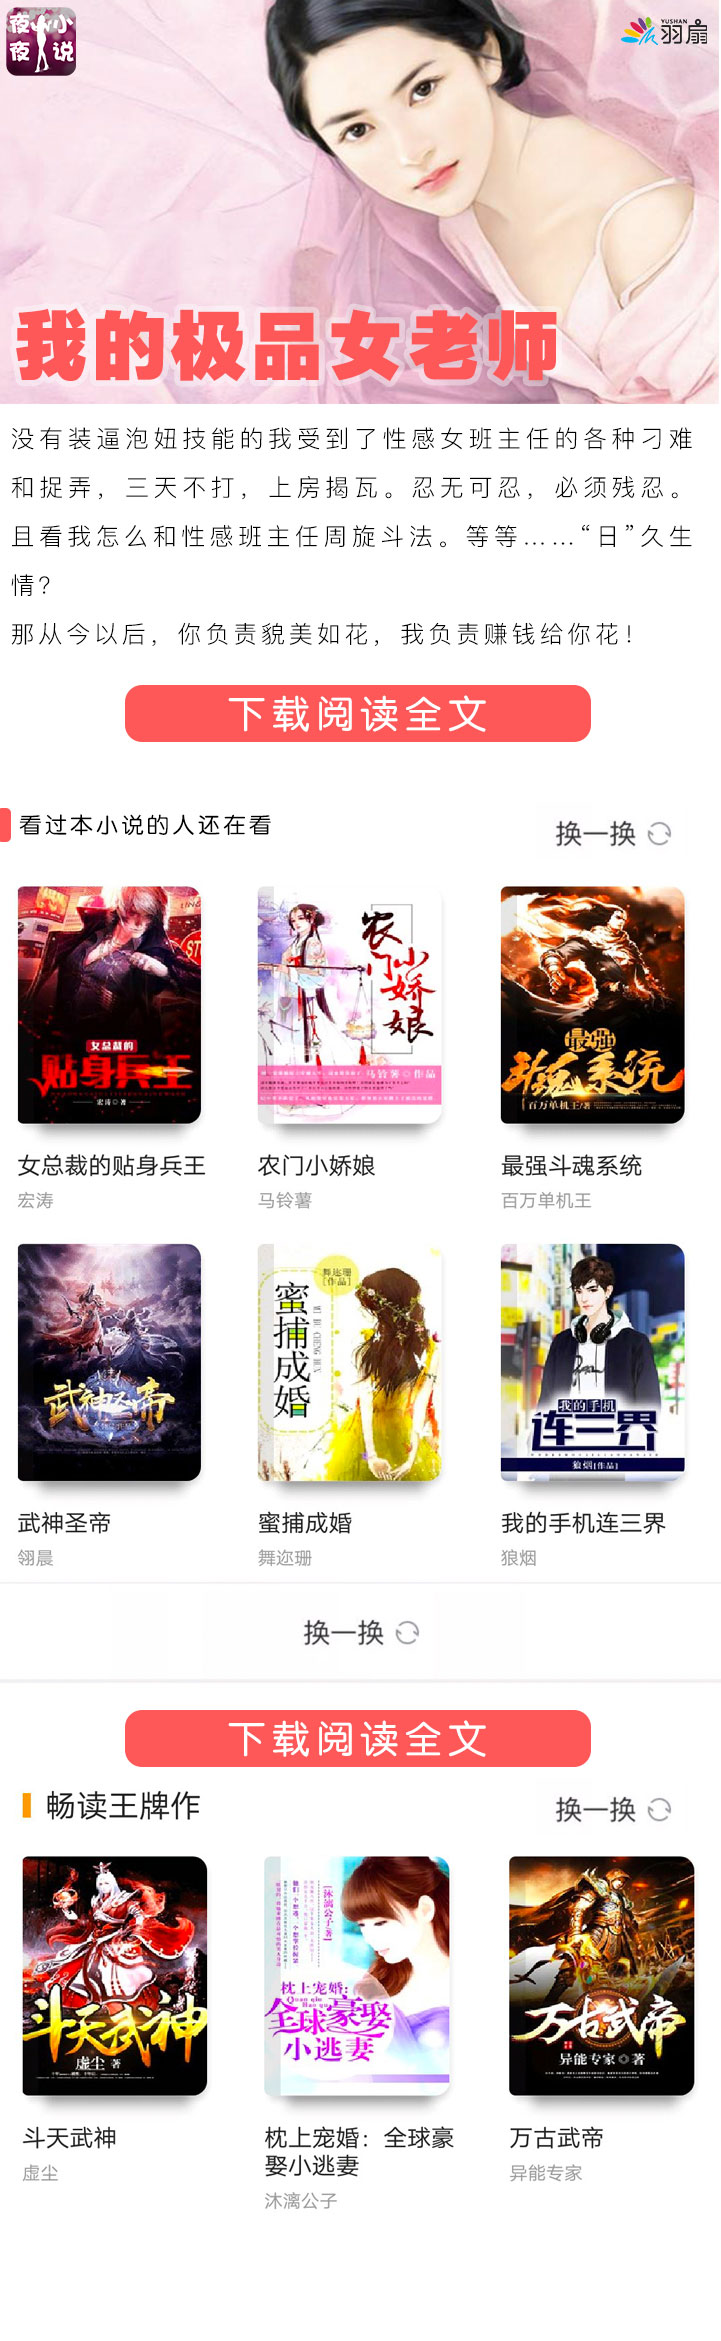 夜小
夜说
YUSHAN
羽扇
我的极品女老师
没有装逼泡妞技能的我受到了性感女班主任的各种刁难
和捉弄，三天不打，上房揭瓦。忍无可忍，必须残忍。
且看我怎么和性感班主任周旋斗法。等等……“日”久生
情？
那从今以后，你负责貌美如花，我负责赚钱给你花！
下载阅读全文
看过本小说的人还在看
换一换
女总裁的
贴身兵王
宏涛 著
农门小娇娘
马铃薯 作品
最强
斗魂系统
百万单机王/著
女总裁的贴身兵王
农门小娇娘
最强斗魂系统
宏涛
马铃薯
百万单机王
武神圣帝
舞迩珊
[作品]
蜜捕成婚
MI BU CHENG HUN
我的手机
连三界
狼烟[作品]
武神圣帝
蜜捕成婚
我的手机连三界
翎晨
舞迩珊
狼烟
换一换
下载阅读全文
畅读王牌作
换一换
斗天武神
虚尘 著
[沐漓公子 著]
枕上宠婚：
全球豪娶
小逃妻
万古武帝
异能专家◎著
斗天武神
枕上宠婚：全球豪
娶小逃妻
万古武帝
虚尘
沐漓公子
异能专家